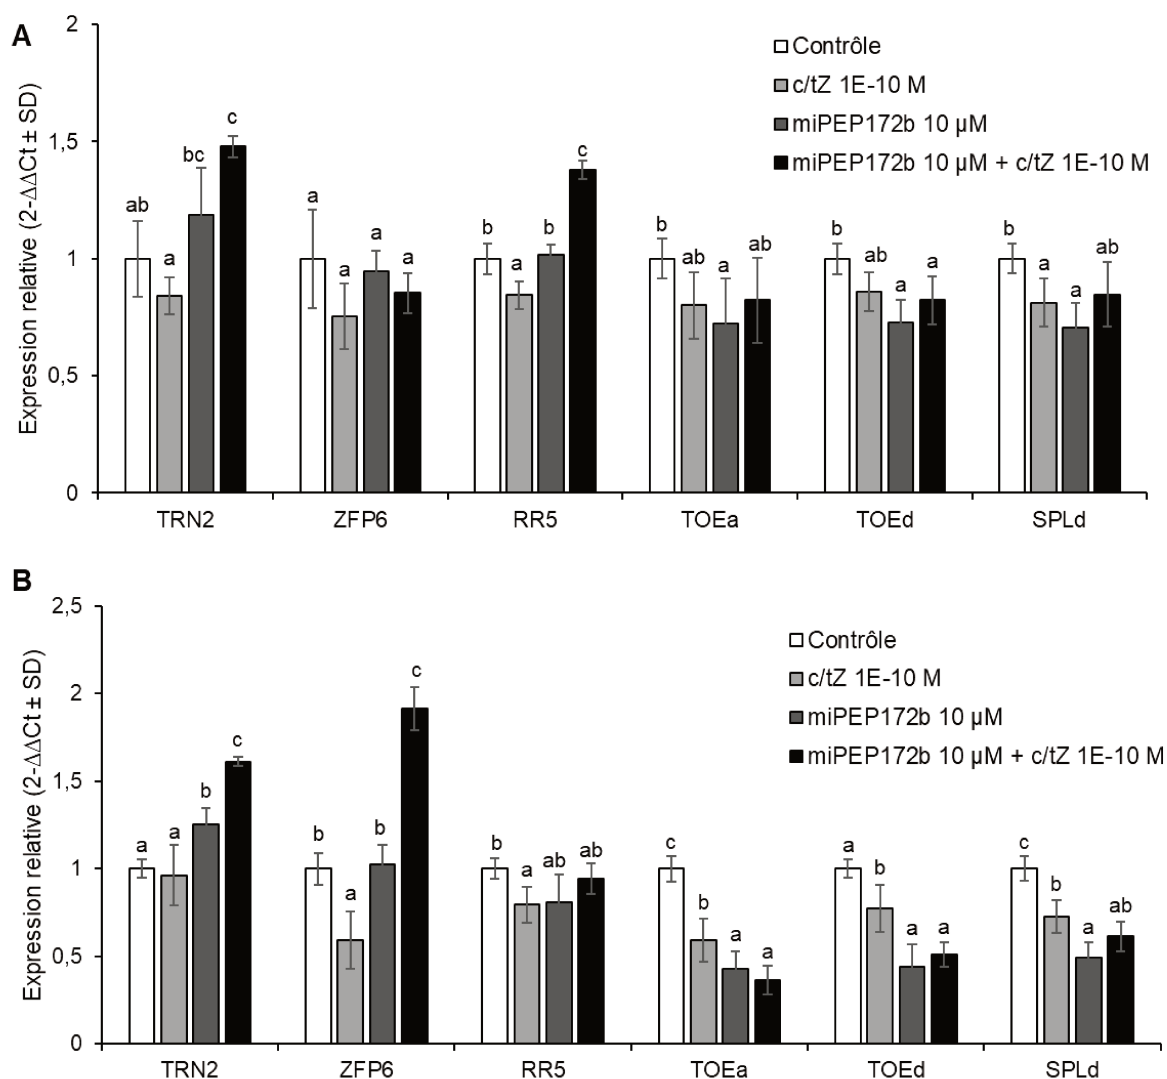 A
Expression relative (2-ΔΔCt ± SD)
2
1,5
1
0,5
0
Contrôle
c/tZ 1E-10 M
miPEP172b 10 µM
miPEP172b 10 µM + c/tZ 1E-10 M
ab a bc c
a a a a
b a b c
b ab a ab
b ab a a
b a a ab
TRN2 ZFP6 RR5 TOEa TOEd SPLd
B
Expression relative (2-ΔΔCt ± SD)
2,5
2
1,5
1
0,5
0
Contrôle
c/tZ 1E-10 M
miPEP172b 10 µM
miPEP172b 10 µM + c/tZ 1E-10 M
a a b c
b a b c
b a ab ab
c b a a
a b a a
c b a ab
TRN2 ZFP6 RR5 TOEa TOEd SPLd